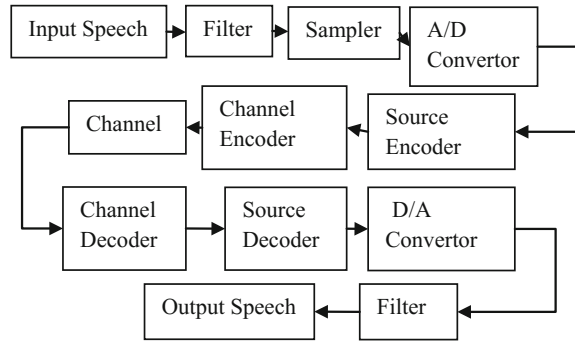 Input Speech
Filter
Sampler
A/D
Convertor
Source
Encoder
Channel
Encoder
Channel
Channel
Decoder
Source
Decoder
D/A
Convertor
Filter
Output Speech